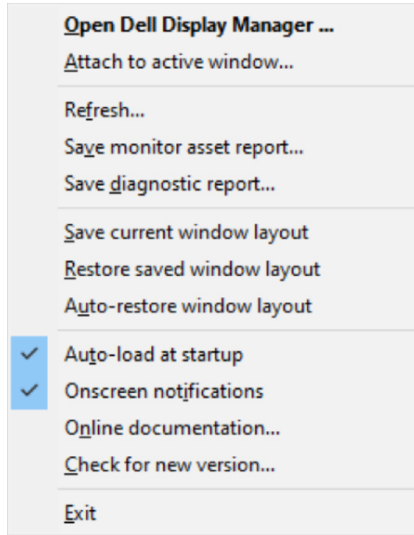 Open Dell Display Manager ...
Attach to active window...
Refresh...
Save monitor asset report...
Save diagnostic report...
Save current window layout
Restore saved window layout
Auto-restore window layout
Auto-load at startup
Onscreen notifications
Online documentation...
Check for new version...
Exit